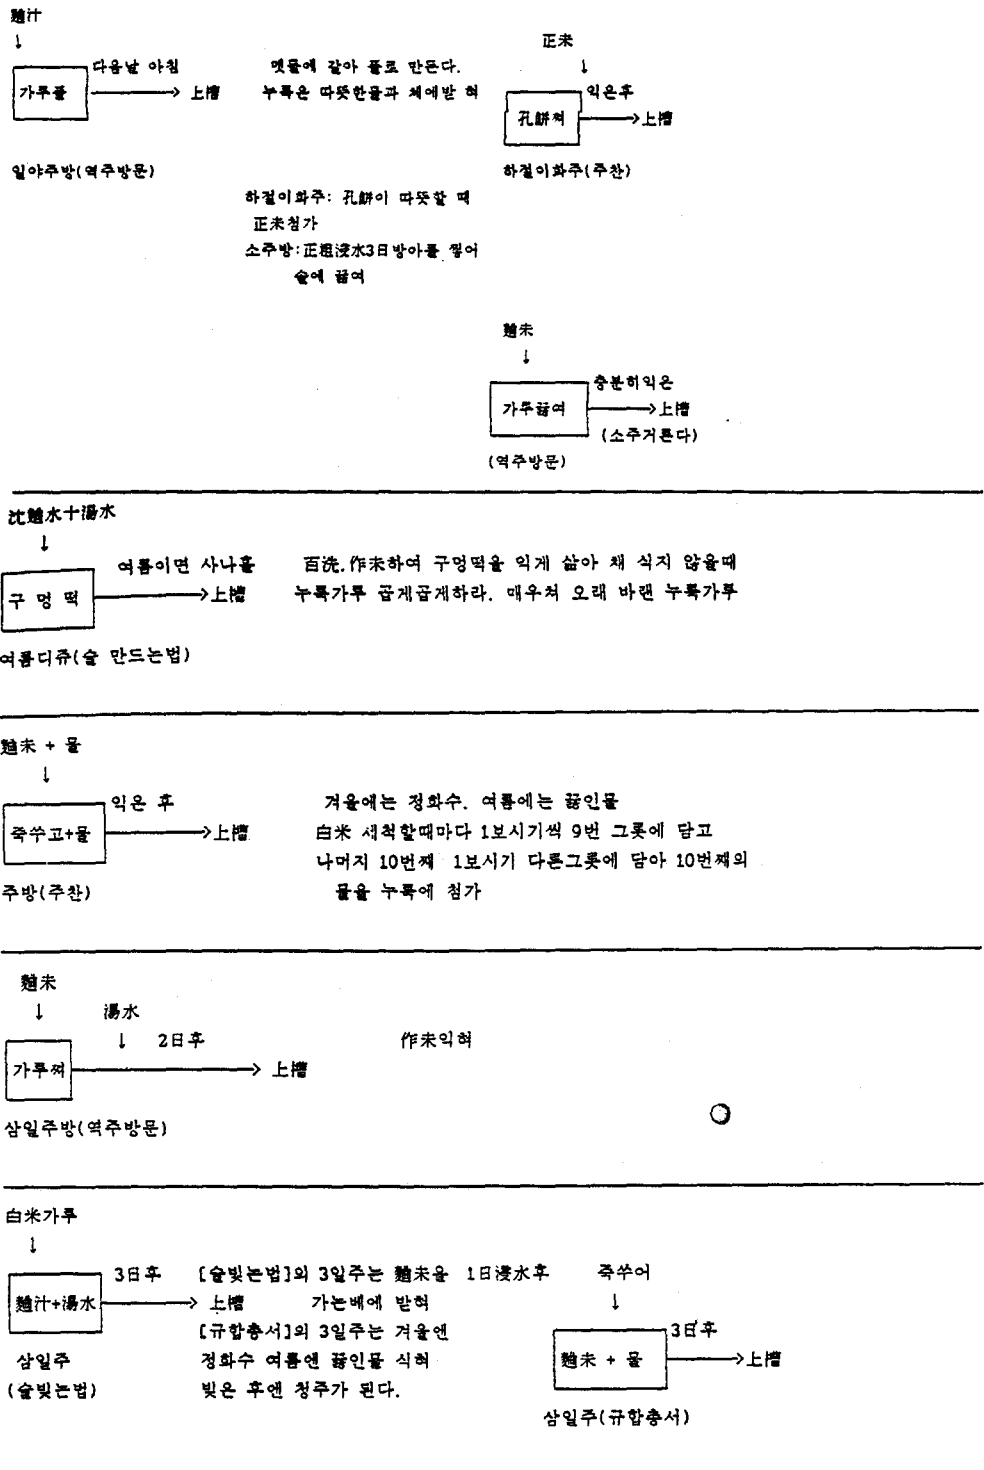 麯汁
↓
正未
↓
가루풀
다음날 아침
→ 上槽
멧물에 갈아 풀로 만든다.
누룩은 따뜻한물과 체에받혀
孔餠쪄
익은후
→上槽
일야주방(역주방문)
하절이화주(주찬)
하절이화주: 孔餠이 따뜻할 때
正未첨가
소주방:正粗浸水3日방아를 찧어
술에 끓여
麯未
↓
가루끓여
충분히익은
→上槽
(소주거른다)
(역주방문)
沈麯水十湯水
↓
구 멍 떡
여름이면 사나흘
→上槽
百洗.作未하여 구멍떡을 익게 삶아 채 식지 않을때
누룩가루 곱게곱게하라. 매우쳐 오래 바랜 누룩가루
여름디쥬(술 만드는법)
麯未 + 물
↓
죽쑤고+물
익은 후
→上槽
겨울에는 정화수. 여름에는 끓인물
白米 세척할때마다 1보시기씩 9번 그릇에 담고
나머지 10번째 1보시기 다른그릇에 담아 10번째의
물을 누룩에 첨가
주방(주찬)
麯未
↓
湯水
↓ 2日후
가루쪄
→ 上槽
作未익혀
삼일주방(역주방문)
白米가루
↓
麯汁+湯水
3日후
→ 上槽
[술빚는법]의 3일주는 麯未을 1日浸水후
가는베에 받혀
[규합총서]의 3일주는 겨울엔
정화수 여름엔 끓인물 식혀
빚은 후엔 청주가 된다.
삼일주
(술빚는법)
죽쑤어
↓
麯未 + 물
3日후
→上槽
삼일주(규합총서)